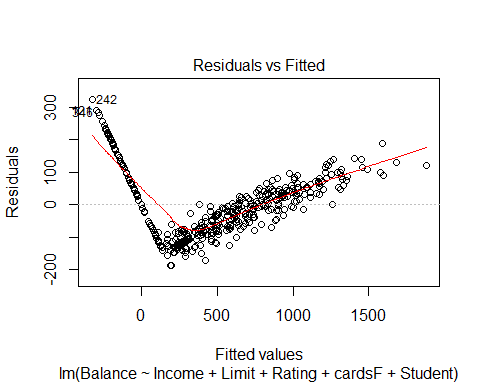 Residuals vs Fitted
Residuals
300
100
0
-200
242
346
0
500
1000
1500
Fitted values
lm(Balance ~ Income + Limit + Rating + cardsF + Student)